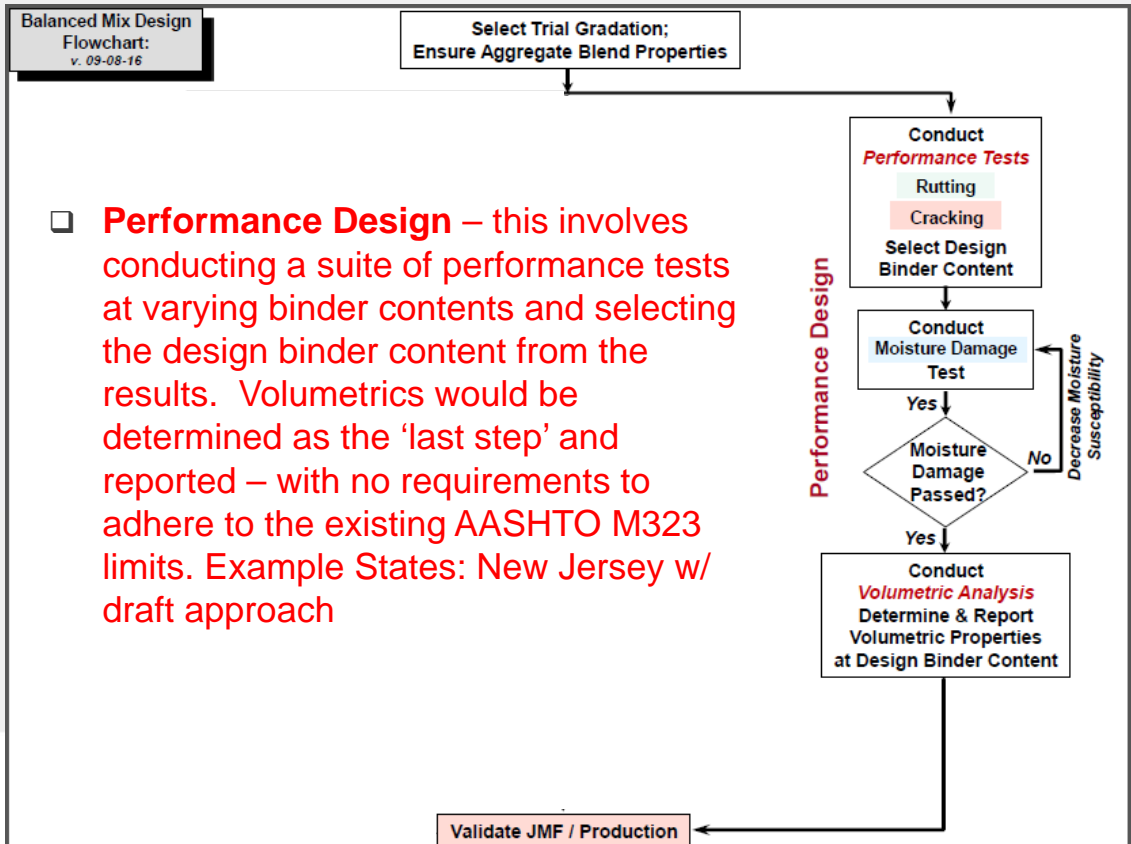 Balanced Mix Design
Flowchart:
v. 09-08-16
Select Trial Gradation;
Ensure Aggregate Blend Properties
❑ Performance Design – this involves
conducting a suite of performance tests
at varying binder contents and selecting
the design binder content from the
results. Volumetrics would be
determined as the ‘last step’ and
reported – with no requirements to
adhere to the existing AASHTO M323
limits. Example States: New Jersey w/
draft approach
Performance Design
Conduct
Performance Tests
Rutting
Cracking
Select Design
Binder Content
Conduct
Moisture Damage
Test
Yes
Moisture
Damage
Passed?
No
Decrease Moisture
Susceptibility
Yes
Conduct
Volumetric Analysis
Determine & Report
Volumetric Properties
at Design Binder Content
Validate JMF / Production